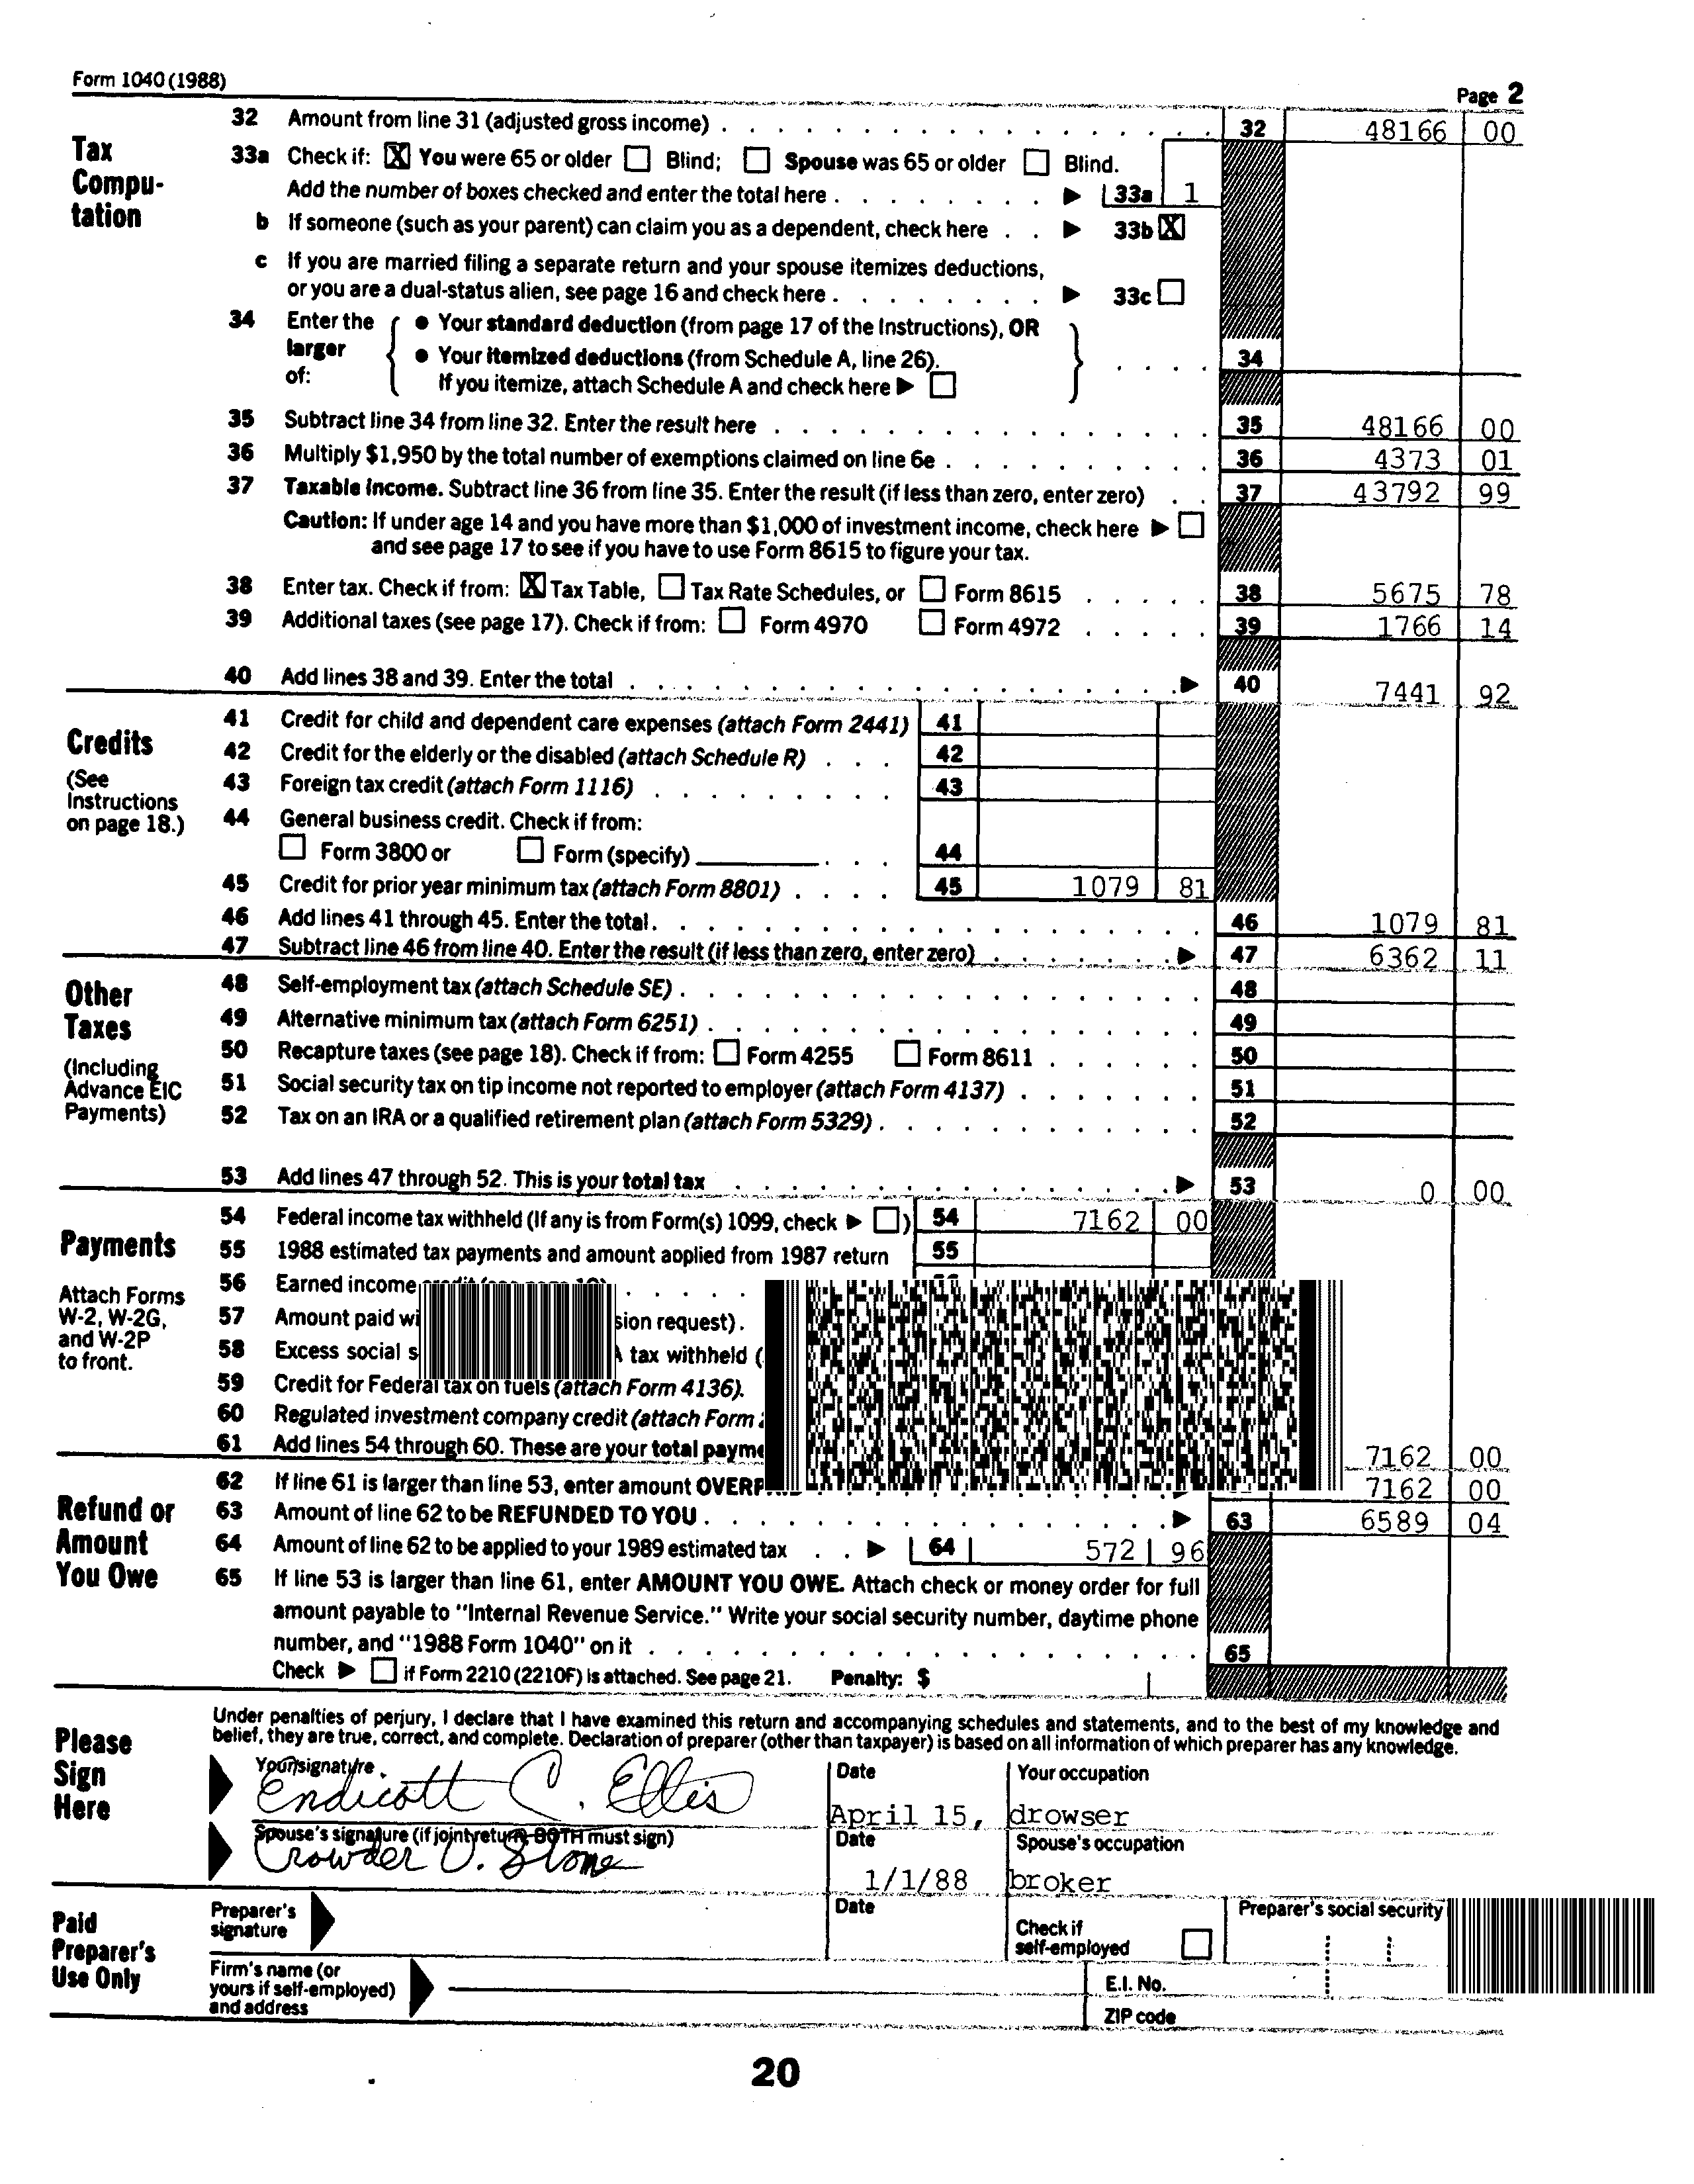 Form 1040 (1988)
Page 2
Tax Compu-tation
32 Amount from line 31 (adjusted gross income) . . . 32 48166 00
33a Check if: [X] You were 65 or older [ ] Blind; [ ] Spouse was 65 or older [ ] Blind.
Add the number of boxes checked and enter the total here . . . ▶ 33a 1
b If someone (such as your parent) can claim you as a dependent, check here . . ▶ 33b [X]
c If you are married filing a separate return and your spouse itemizes deductions,
or you are a dual-status alien, see page 16 and check here . . . ▶ 33c [ ]
34 Enter the larger of:
● Your standard deduction (from page 17 of the Instructions), OR
● Your itemized deductions (from Schedule A, line 26).
If you itemize, attach Schedule A and check here ▶ [ ]
. . . . 34
35 Subtract line 34 from line 32. Enter the result here . . . 35 48166 00
36 Multiply $1,950 by the total number of exemptions claimed on line 6e . . . 36 4373 01
37 Taxable income. Subtract line 36 from line 35. Enter the result (if less than zero, enter zero) . . 37 43792 99
Caution: If under age 14 and you have more than $1,000 of investment income, check here ▶ [ ]
and see page 17 to see if you have to use Form 8615 to figure your tax.
38 Enter tax. Check if from: [X] Tax Table, [ ] Tax Rate Schedules, or [ ] Form 8615 . . . 38 5675 78
39 Additional taxes (see page 17). Check if from: [ ] Form 4970 [ ] Form 4972 . . . 39 1766 14
40 Add lines 38 and 39. Enter the total . . . ▶ 40 7441 92
Credits
(See Instructions on page 18.)
41 Credit for child and dependent care expenses (attach Form 2441) 41
42 Credit for the elderly or the disabled (attach Schedule R) . . . 42
43 Foreign tax credit (attach Form 1116) . . . 43
44 General business credit. Check if from:
[ ] Form 3800 or [ ] Form (specify) ______ . . . 44
45 Credit for prior year minimum tax (attach Form 8801) . . . . 45 1079 81
46 Add lines 41 through 45. Enter the total . . . 46 1079 81
47 Subtract line 46 from line 40. Enter the result (if less than zero, enter zero) . . . ▶ 47 6362 11
Other Taxes
(Including Advance EIC Payments)
48 Self-employment tax (attach Schedule SE) . . . 48
49 Alternative minimum tax (attach Form 6251) . . . 49
50 Recapture taxes (see page 18). Check if from: [ ] Form 4255 [ ] Form 8611 . . . 50
51 Social security tax on tip income not reported to employer (attach Form 4137) . . . 51
52 Tax on an IRA or a qualified retirement plan (attach Form 5329) . . . 52
53 Add lines 47 through 52. This is your total tax . . . ▶ 53 0 00
Payments
Attach Forms W-2, W-2G, and W-2P to front.
54 Federal income tax withheld (If any is from Form(s) 1099, check ▶ [ ]) 54 7162 00
55 1988 estimated tax payments and amount applied from 1987 return 55
56 Earned income
57 Amount paid sion request) .
58 Excess social tax withheld (
59 Credit for Federal tax on fuels (attach Form 4136).
60 Regulated investment company credit (attach Form
61 Add lines 54 through 60. These are your total 7162 00
Refund or Amount You Owe
62 If line 61 is larger than line 53, enter amount 7162 00
63 Amount of line 62 to be REFUNDED TO YOU . . . ▶ 63 6589 04
64 Amount of line 62 to be applied to your 1989 estimated tax . . ▶ 64 572 96
65 If line 53 is larger than line 61, enter AMOUNT YOU OWE. Attach check or money order for full
amount payable to "Internal Revenue Service." Write your social security number, daytime phone
number, and "1988 Form 1040" on it . . . 65
Check ▶ [ ] if Form 2210 (2210F) is attached. See page 21. Penalty: $
Please Sign Here
Under penalties of perjury, I declare that I have examined this return and accompanying schedules and statements, and to the best of my knowledge and
belief, they are true, correct, and complete. Declaration of preparer (other than taxpayer) is based on all information of which preparer has any knowledge.
Your signature Date Your occupation
Endicott C. Ellis April 15, drowser
Spouse's signature (if joint return, BOTH must sign) Date Spouse's occupation
Crowder U. Stone 1/1/88 broker
Paid Preparer's Use Only
Preparer's signature
Date
Check if self-employed [ ]
Preparer's social security
Firm's name (or yours if self-employed) and address
E.I. No.
ZIP code
20